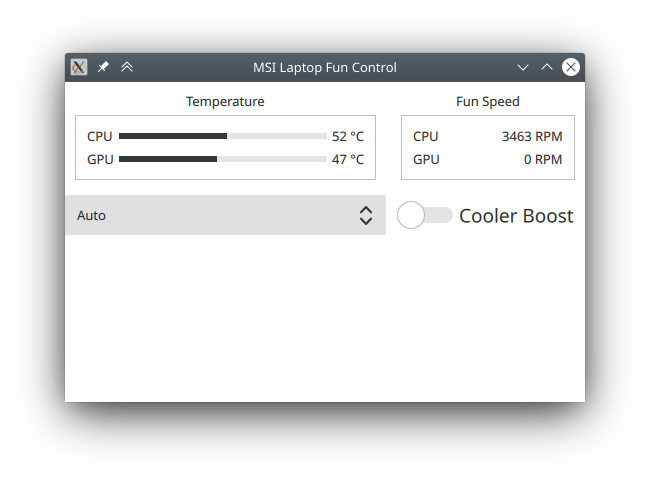 MSI Laptop Fun Control
Temperature
Fun Speed
CPU 52 °C
GPU 47 °C
CPU 3463 RPM
GPU 0 RPM
Auto
Cooler Boost